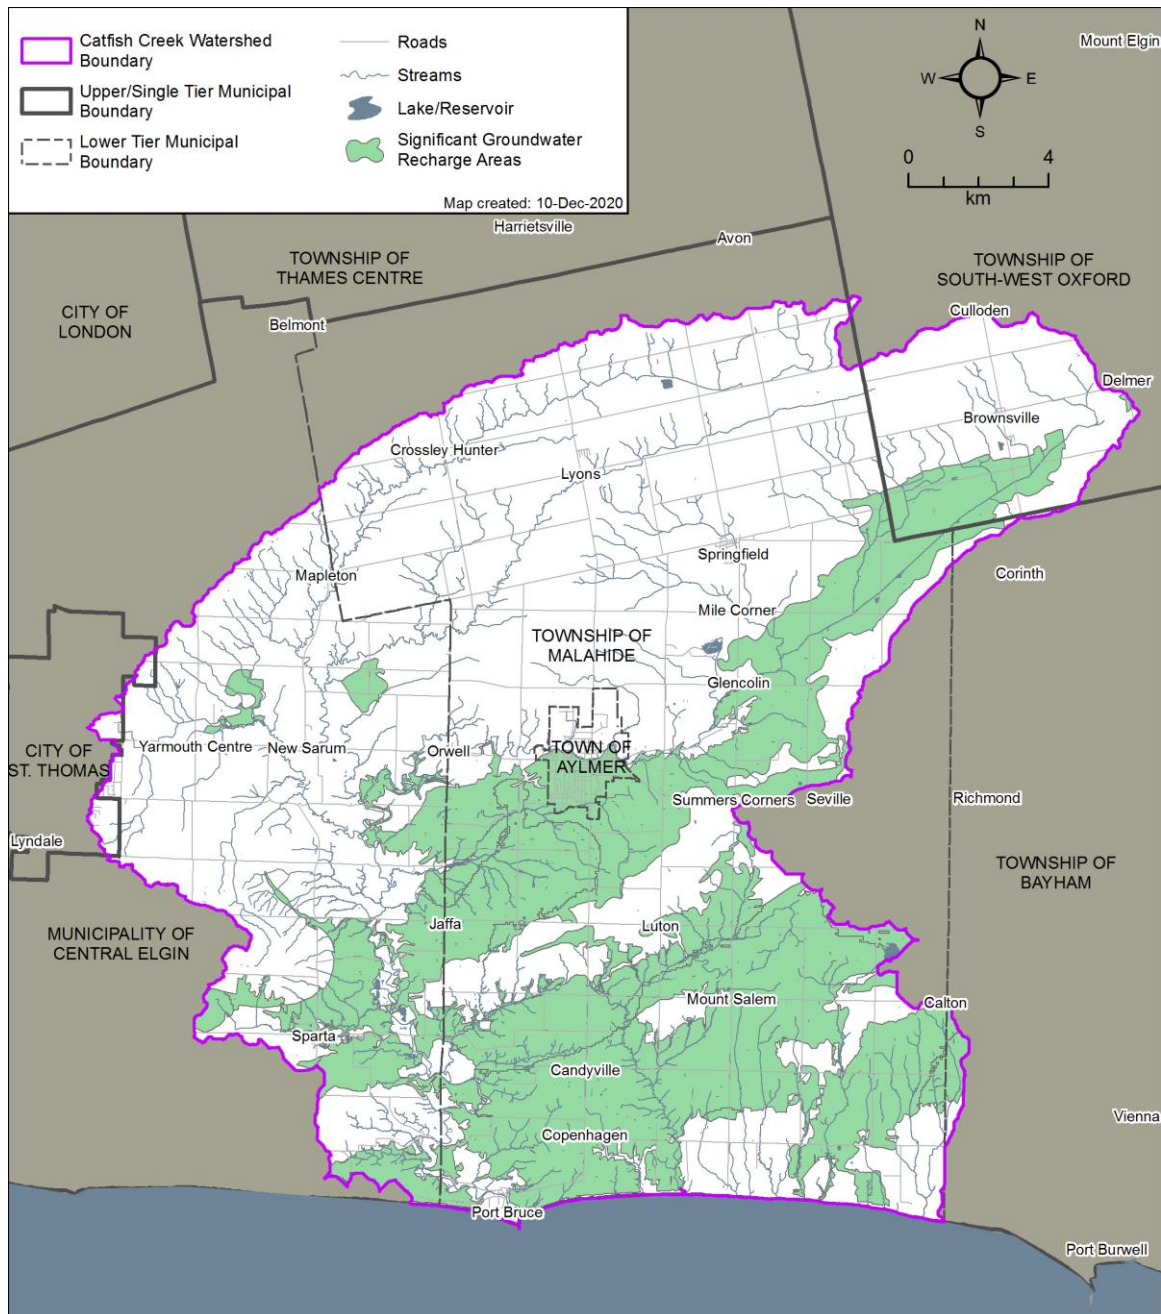 Catfish Creek Watershed
Boundary
Upper/Single Tier Municipal
Boundary
Lower Tier Municipal
Boundary
Roads
Streams
Lake/Reservoir
Significant Groundwater
Recharge Areas
Map created: 10-Dec-2020
N
W
E
S
0
4
km
Mount Elgin
Harrietsville
Avon
TOWNSHIP OF
THAMES CENTRE
TOWNSHIP OF
SOUTH-WEST OXFORD
CITY OF
LONDON
Belmont
Culloden
Delmer
Brownsville
Crossley Hunter
Lyons
Springfield
Mapleton
Corinth
Mile Corner
TOWNSHIP OF
MALAHIDE
Glencolin
Yarmouth Centre
New Sarum
Orwell
TOWN OF
AYLMER
CITY OF
ST. THOMAS
Summers Corners
Seville
Richmond
Lyndale
TOWNSHIP OF
BAYHAM
MUNICIPALITY OF
CENTRAL ELGIN
Jaffa
Luton
Mount Salem
Calton
Sparta
Candyville
Vienna
Copenhagen
Port Bruce
Port Burwell